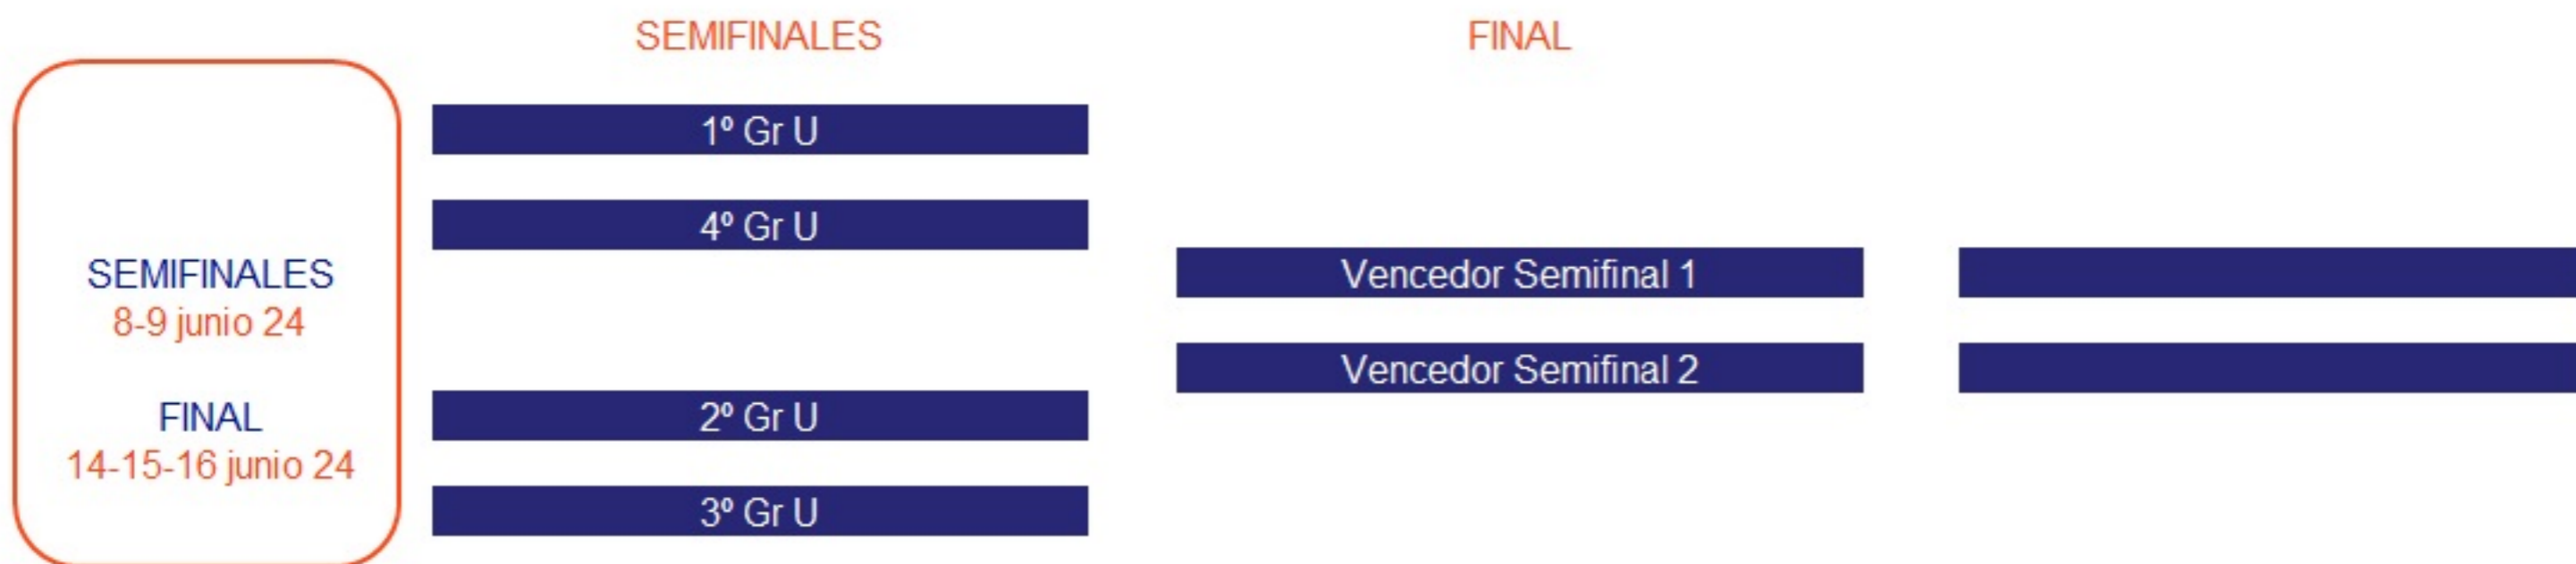 SEMIFINALES
FINAL
1º Gr U
4º Gr U
SEMIFINALES
8-9 junio 24
Vencedor Semifinal 1
Vencedor Semifinal 2
FINAL
14-15-16 junio 24
2º Gr U
3º Gr U